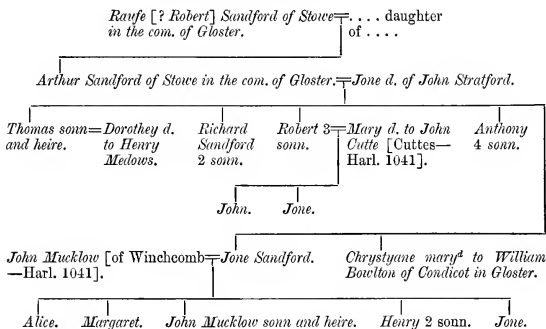 Raufe [? Robert] Sandford of Stowe .... daughter
in the com. of Gloster. of ....
Arthur Sandford of Stowe in the com. of Gloster. Jone d. of John Stratford.
Thomas sonn
and heire.
Dorothey d.
to Henry
Medows.
Richard
Sandford
2 sonn.
Robert 3
sonn.
Mary d. to John
Cutte [Cuttes—
Harl. 1041].
Anthony
4 sonn.
John. Jone.
John Mucklow [of Winchcomb
—Harl. 1041].
Jone Sandford.
Chrystyane maryd to William
Bowlton of Condicot in Gloster.
Alice. Margaret. John Mucklow sonn and heire. Henry 2 sonn. Jone.